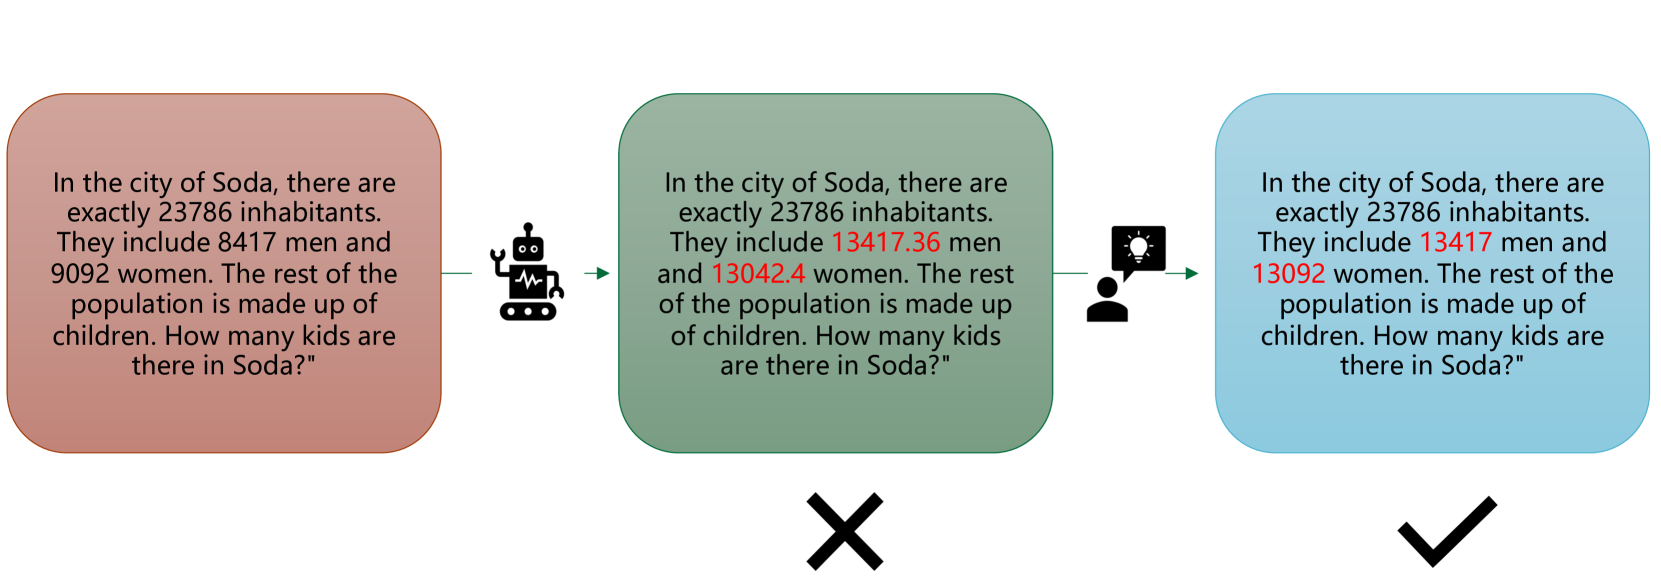 In the city of Soda, there are
exactly 23786 inhabitants.
They include 8417 men and
9092 women. The rest of the
population is made up of
children. How many kids are
there in Soda?"
In the city of Soda, there are
exactly 23786 inhabitants.
They include 13417.36 men
and 13042.4 women. The rest
of the population is made up
of children. How many kids
are there in Soda?"
In the city of Soda, there are
exactly 23786 inhabitants.
They include 13417 men and
13092 women. The rest of the
population is made up of
children. How many kids are
there in Soda?"